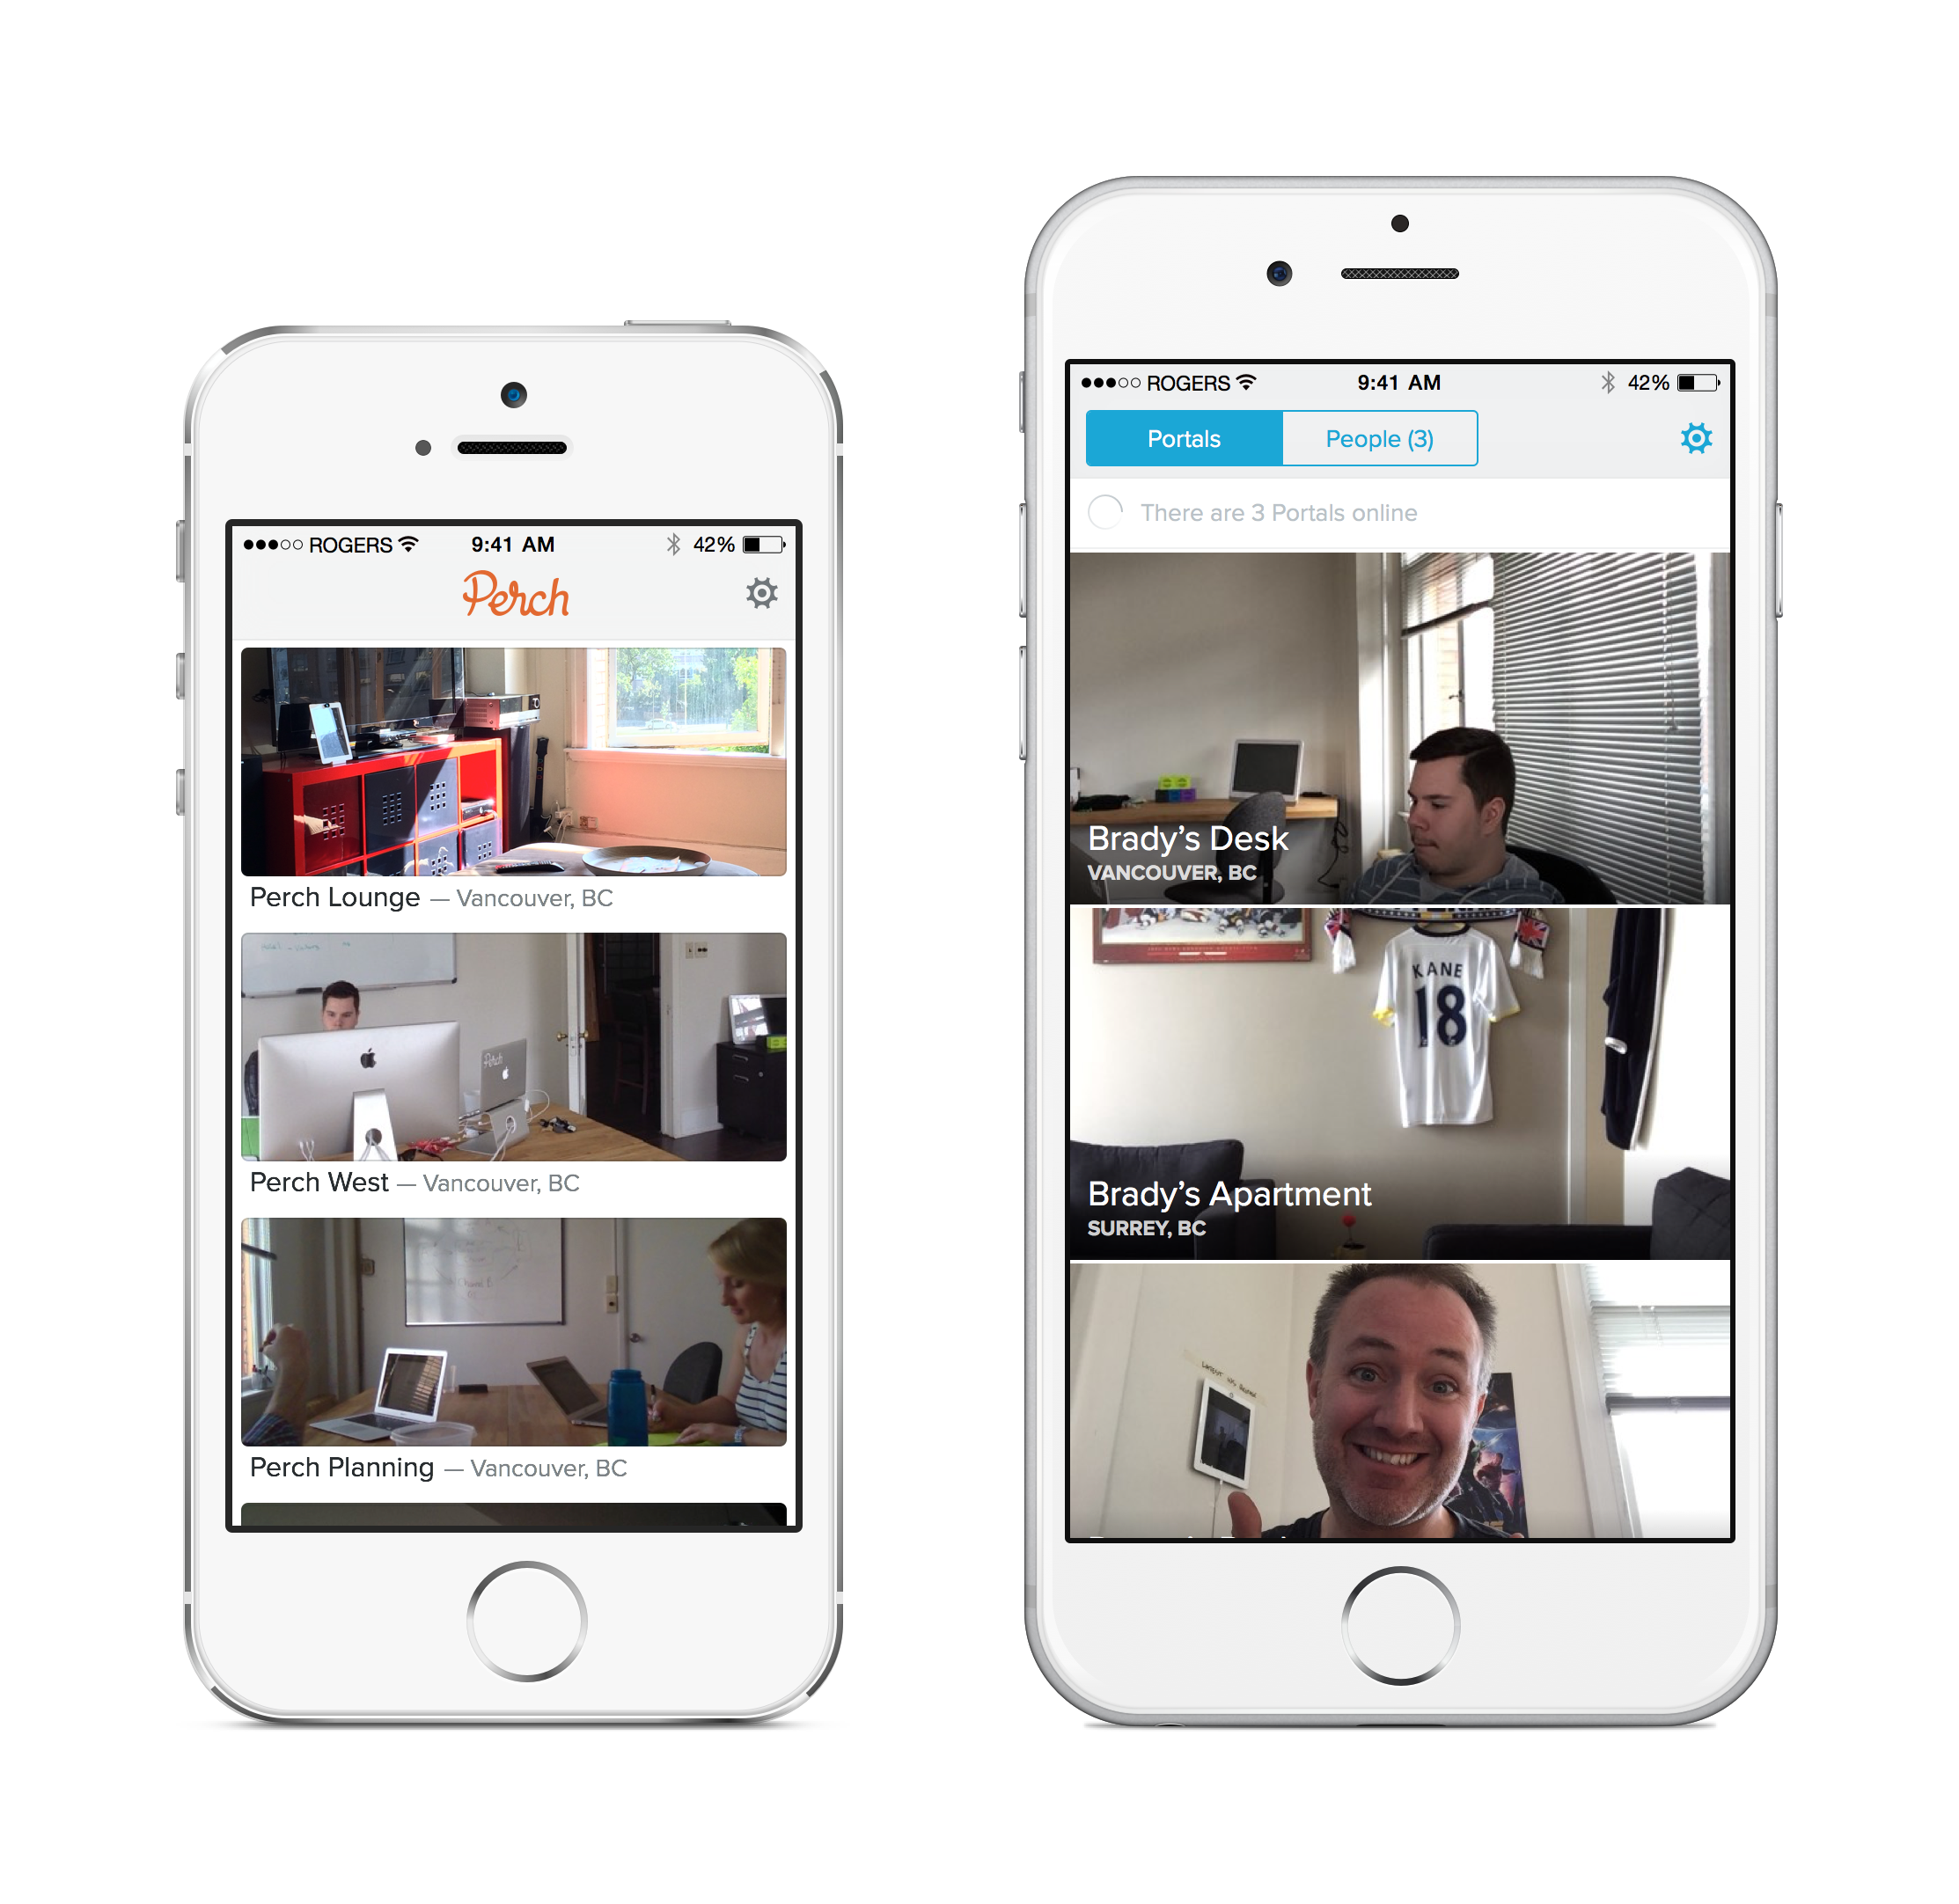 ROGERS 9:41 AM 42%
Perch
Perch Lounge — Vancouver, BC
Perch
Perch West — Vancouver, BC
Perch Planning — Vancouver, BC
ROGERS 9:41 AM 42%
Portals People (3)
There are 3 Portals online
Brady’s Desk
VANCOUVER, BC
KANE
18
Brady’s Apartment
SURREY, BC